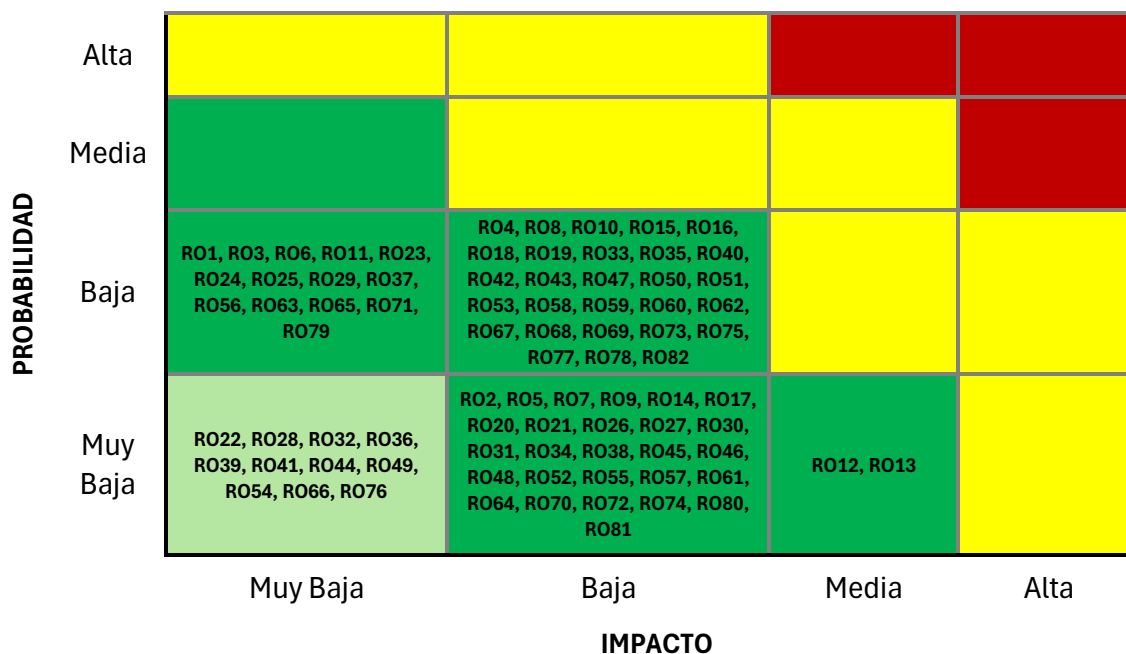 PROBABILIDAD
Alta
Media
Baja
RO1, RO3, RO6, RO11, RO23,
RO24, RO25, RO29, RO37,
RO56, RO63, RO65, RO71,
RO79
RO4, RO8, RO10, RO15, RO16,
RO18, RO19, RO33, RO35, RO40,
RO42, RO43, RO47, RO50, RO51,
RO53, RO58, RO59, RO60, RO62,
RO67, RO68, RO69, RO73, RO75,
RO77, RO78, RO82
Muy
Baja
RO22, RO28, RO32, RO36,
RO39, RO41, RO44, RO49,
RO54, RO66, RO76
RO2, RO5, RO7, RO9, RO14, RO17,
RO20, RO21, RO26, RO27, RO30,
RO31, RO34, RO38, RO45, RO46,
RO48, RO52, RO55, RO57, RO61,
RO64, RO70, RO72, RO74, RO80,
RO81
RO12, RO13
Muy Baja
Baja
Media
Alta
IMPACTO